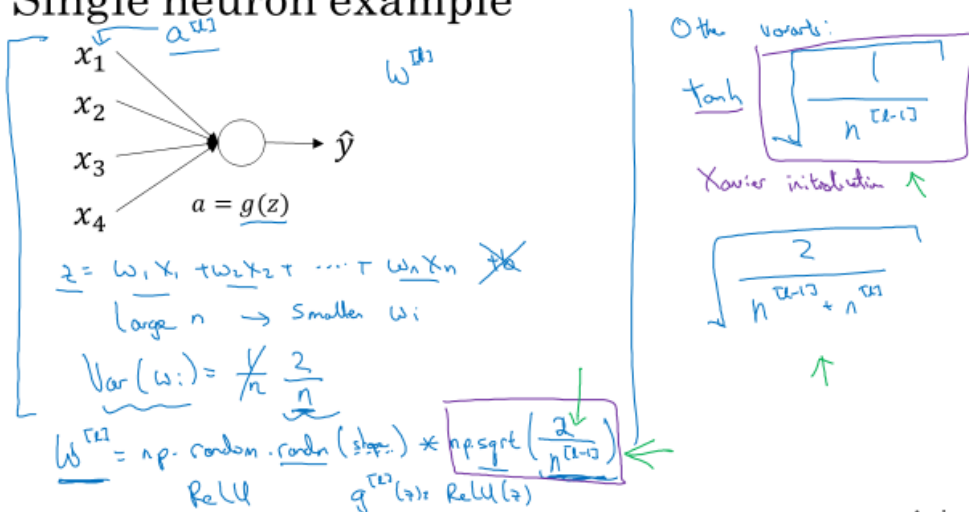 Single neuron example
x₁
a^[l]
x₂
x₃
x₄
ŷ
a = g(z)
W^[l]
z = w₁x₁ + w₂x₂ + ... + wₙxₙ +b
Large n → Smaller wᵢ
Var(wᵢ) = 1/n 2/n
W^[l] = np.random.randn(shape) * np.sqrt(2/n^[l-1])
ReLU g^[l](z) = ReLU(z)
Other variants:
tanh √(1/n^[l-1])
Xavier initialization ↑
√(2/(n^[l-1] + n^[l]))
↑